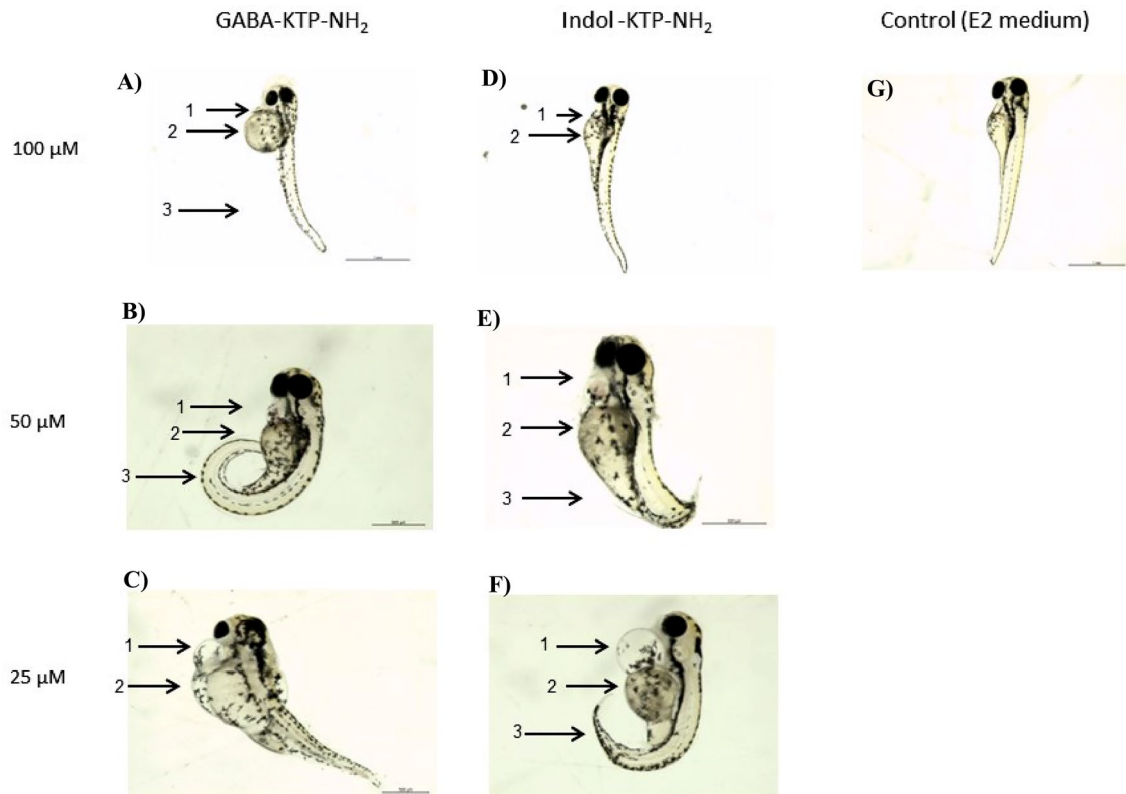 GABA-KTP-NH₂
Indol -KTP-NH₂
Control (E2 medium)
100 µM
A)
1
2
3
D)
1
2
G)
50 µM
B)
1
2
3
E)
1
2
3
25 µM
C)
1
2
F)
1
2
3